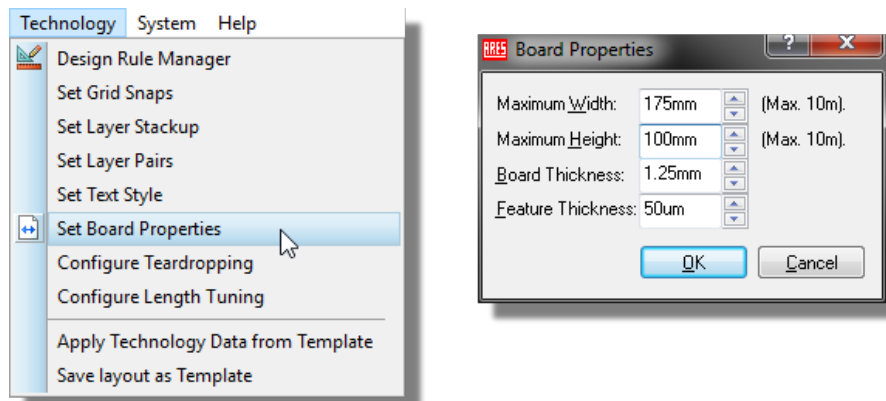 Technology System Help
Design Rule Manager
Set Grid Snaps
Set Layer Stackup
Set Layer Pairs
Set Text Style
Set Board Properties
Configure Teardropping
Configure Length Tuning
Apply Technology Data from Template
Save layout as Template
ARES Board Properties ? X
Maximum Width: 175mm (Max. 10m).
Maximum Height: 100mm (Max. 10m).
Board Thickness: 1.25mm
Feature Thickness: 50um
OK Cancel